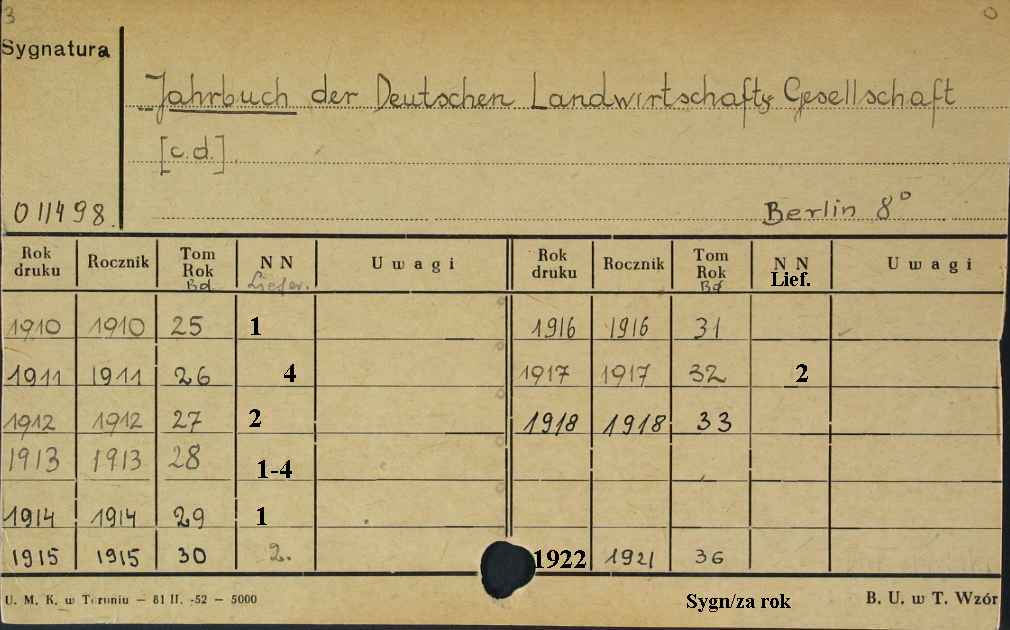 3 0
Sygnatura
Jahrbuch der Deutschen Landwirtschafts Gesellschaft
[c.d.]
011498. Berlin 8°
Rok druku Rocznik Tom Rok Bd. N N Liefer. Uwagi Rok druku Rocznik Tom Rok Bd N N Lief. Uwagi
1910 1910 25 1 1916 1916 31
1911 1911 26 4 1917 1917 32 2
1912 1912 27 2 1918 1918 33
1913 1913 28 1-4
1914 1914 29 1
1915 1915 30 2. 1922 1921 36
U. M. K. w Toruniu — 81 II. -52 — 5000 Sygn/za rok B. U. w T. Wzór